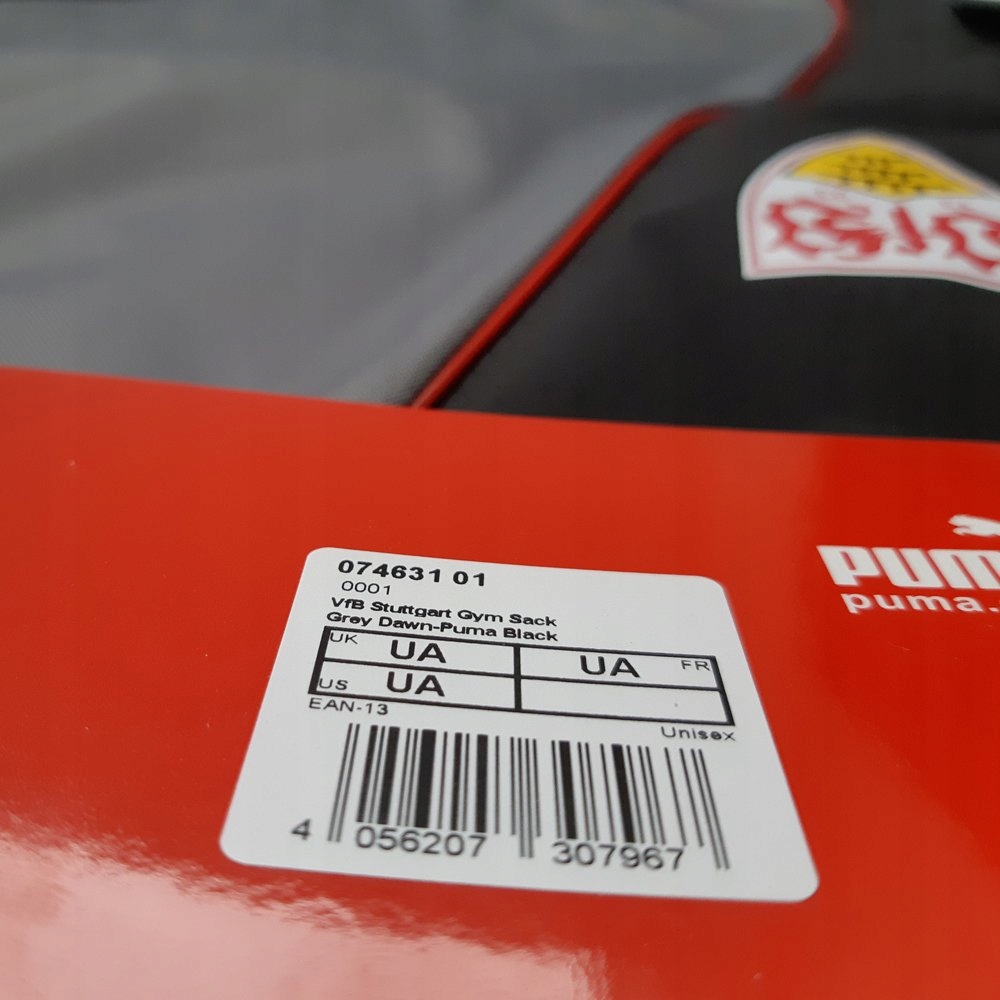 PUM
puma.
074631 01
0001
VfB Stuttgart Gym Sack
Grey Dawn-Puma Black
UK UA UA FR
US UA
EAN-13
Unisex
4 056207 307967